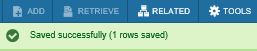 ADD RETRIEVE RELATED TOOLS
Saved successfully (1 rows saved)